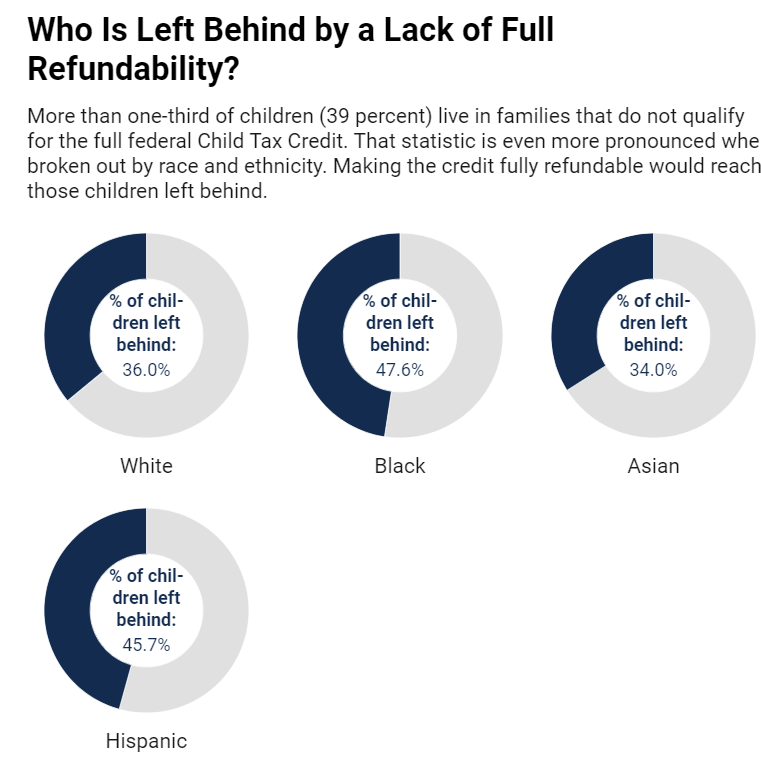 Who Is Left Behind by a Lack of Full
Refundability?
More than one-third of children (39 percent) live in families that do not qualify
for the full federal Child Tax Credit. That statistic is even more pronounced whe
broken out by race and ethnicity. Making the credit fully refundable would reach
those children left behind.
% of chil-
dren left
behind:
36.0%
White
% of chil-
dren left
behind:
47.6%
Black
% of chil-
dren left
behind:
34.0%
Asian
% of chil-
dren left
behind:
45.7%
Hispanic